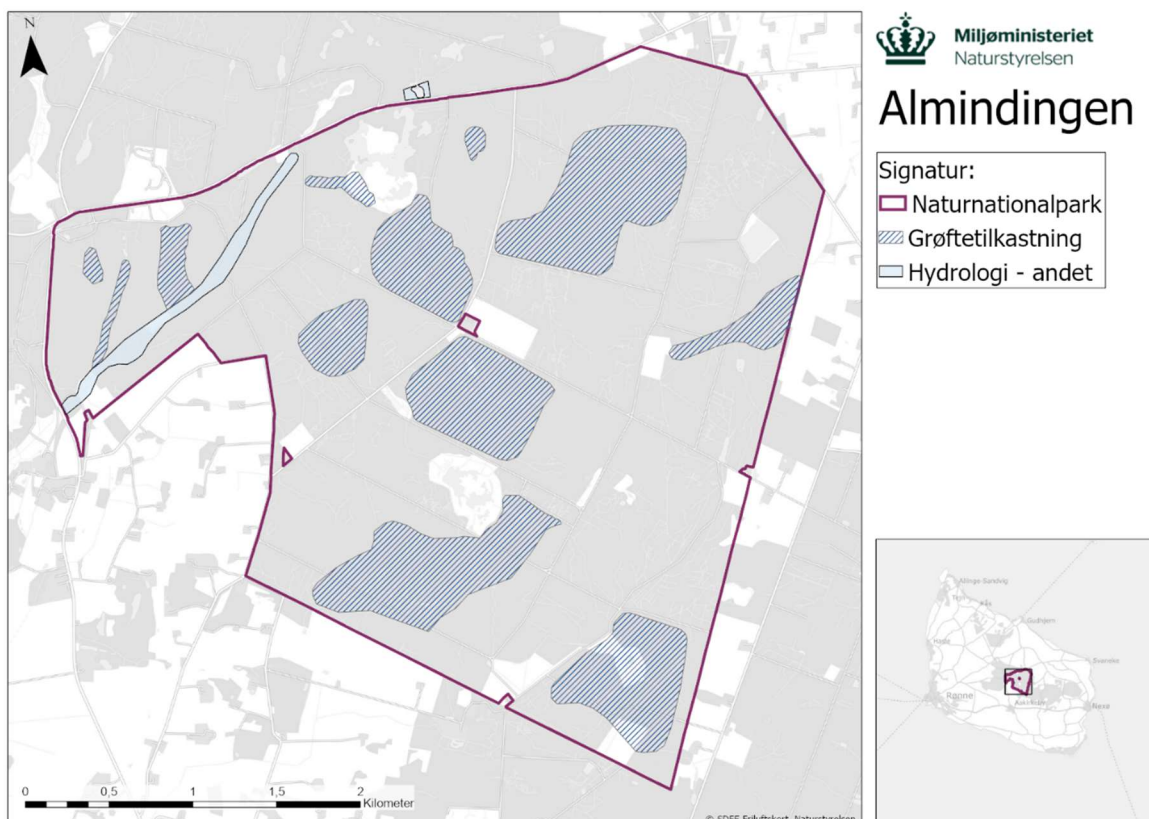 N
Miljøministeriet
Naturstyrelsen
Almindingen
Signatur:
Naturnationalpark
Grøftetilkastning
Hydrologi - andet
Allinge-Sandvig
Gudhjem
Svaneke
Rønne
Nexø
0 0,5 1 1,5 2
Kilometer
© SDFE Friluftskort, Naturstyrelsen